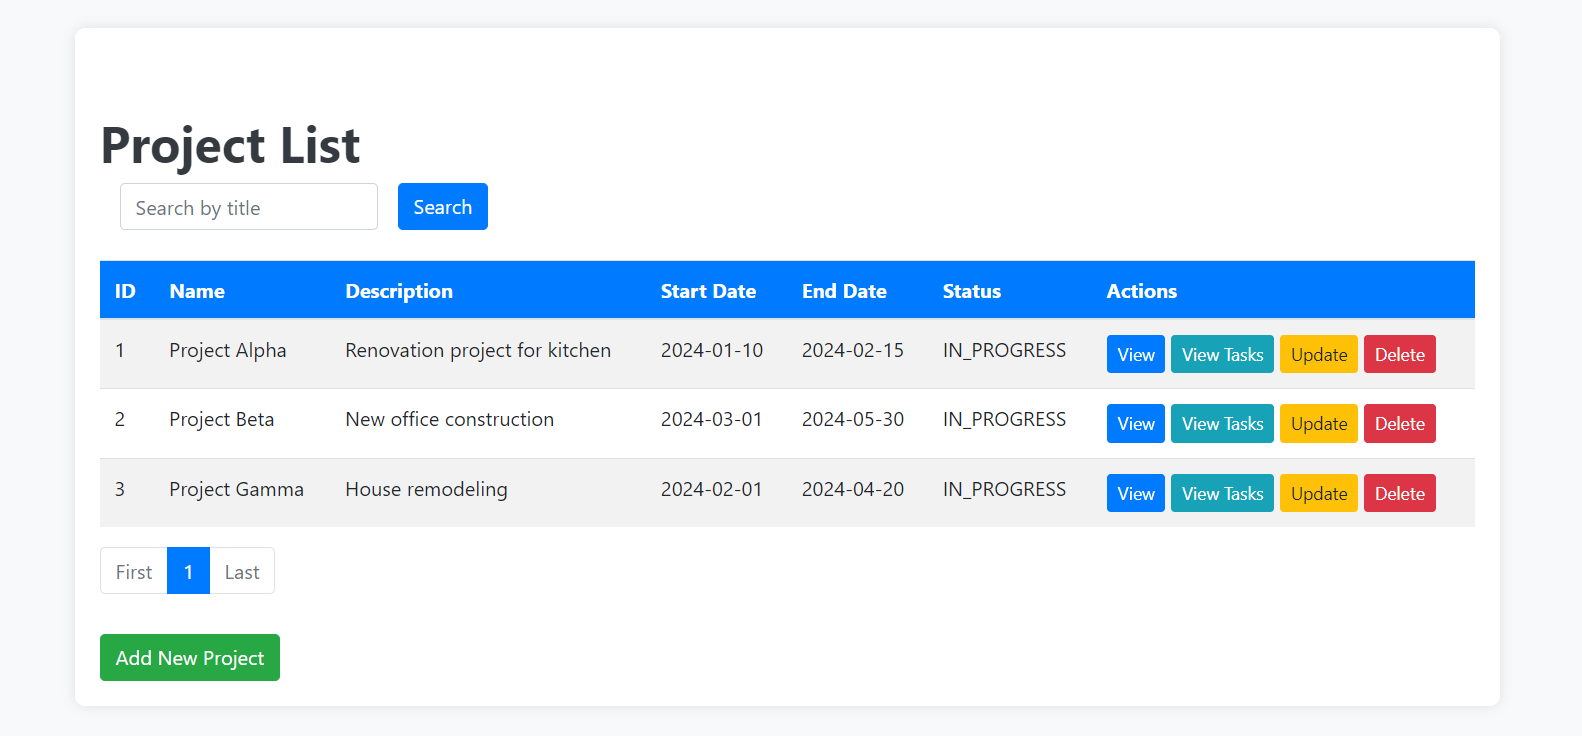 Project List
Search by title Search
ID Name Description Start Date End Date Status Actions
1 Project Alpha Renovation project for kitchen 2024-01-10 2024-02-15 IN_PROGRESS View View Tasks Update Delete
2 Project Beta New office construction 2024-03-01 2024-05-30 IN_PROGRESS View View Tasks Update Delete
3 Project Gamma House remodeling 2024-02-01 2024-04-20 IN_PROGRESS View View Tasks Update Delete
First 1 Last
Add New Project